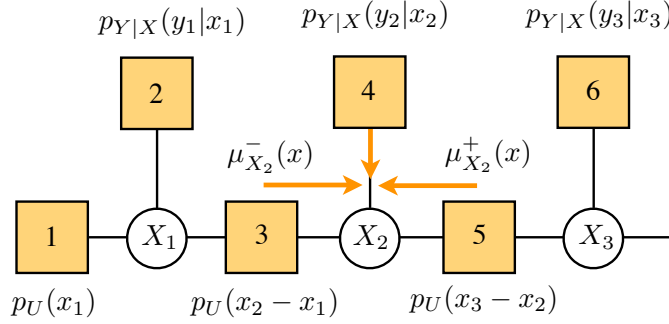 p_{Y|X}(y_1|x_1) p_{Y|X}(y_2|x_2) p_{Y|X}(y_3|x_3)
2 4 6
μ^-_{X_2}(x) μ^+_{X_2}(x)
1 X_1 3 X_2 5 X_3
p_U(x_1) p_U(x_2 − x_1) p_U(x_3 − x_2)